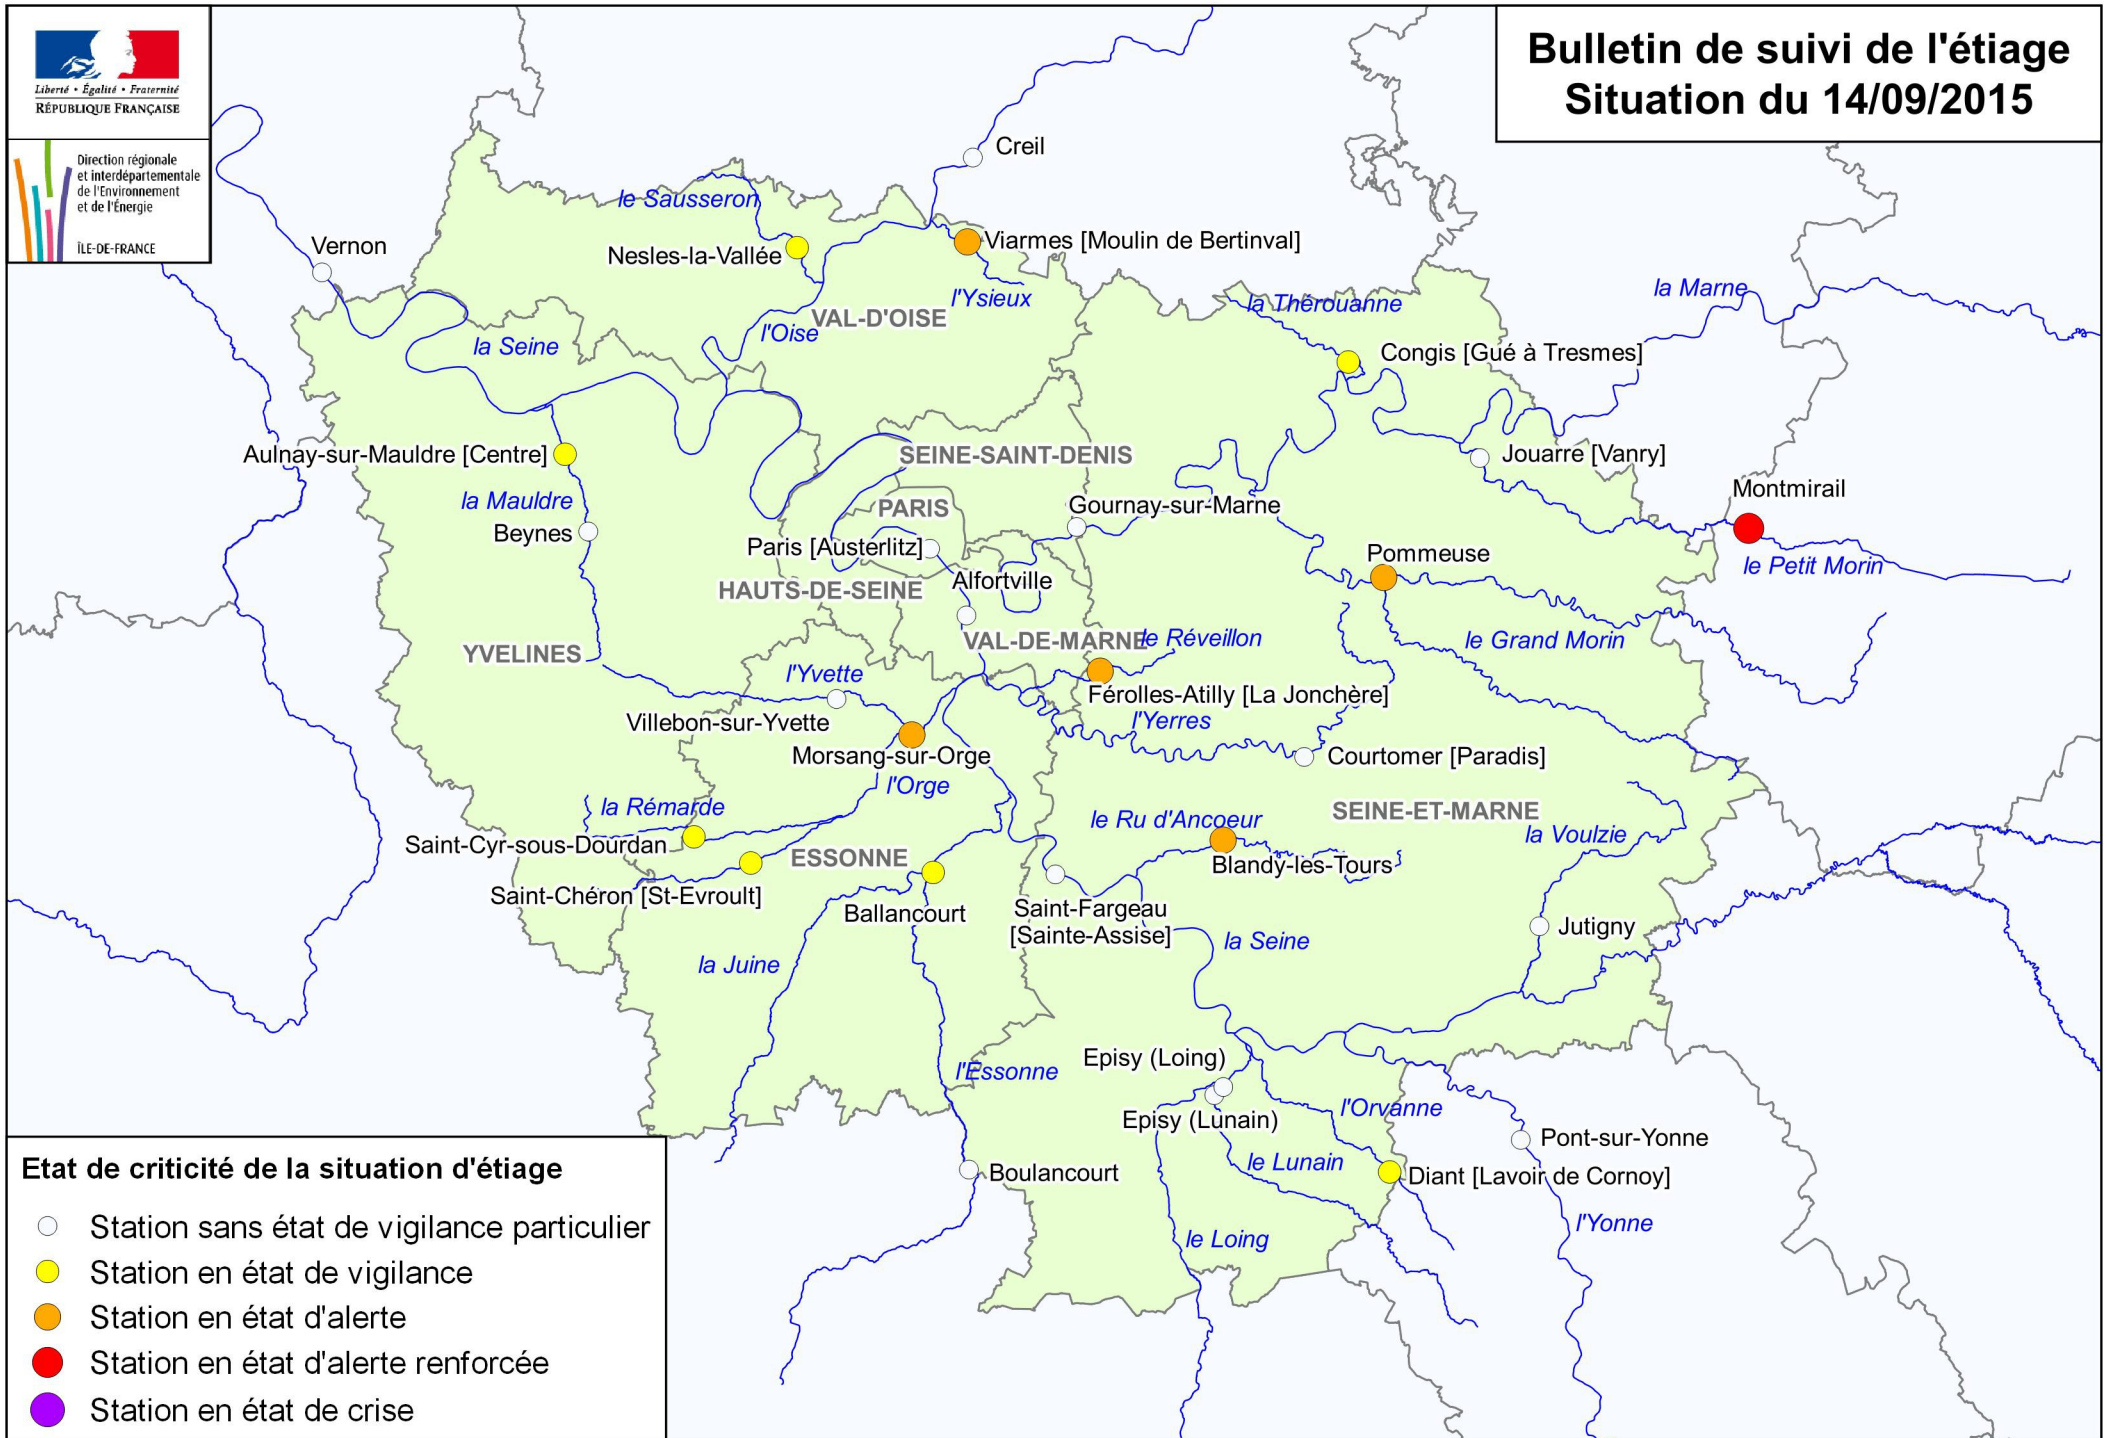 Liberté • Égalité • Fraternité
RÉPUBLIQUE FRANÇAISE
Direction régionale
et interdépartementale
de l'Environnement
et de l'Énergie
ÎLE-DE-FRANCE
Bulletin de suivi de l'étiage
Situation du 14/09/2015
Creil
le Sausseron
Vernon
Nesles-la-Vallée
Viarmes [Moulin de Bertinval]
l'Ysieux
la Thérouanne
la Marne
VAL-D'OISE
l'Oise
la Seine
Congis [Gué à Tresmes]
Aulnay-sur-Mauldre [Centre]
SEINE-SAINT-DENIS
Jouarre [Vanry]
Montmirail
la Mauldre
PARIS
Gournay-sur-Marne
Beynes
Paris [Austerlitz]
Pommeuse
le Petit Morin
HAUTS-DE-SEINE
Alfortville
YVELINES
VAL-DE-MARNE
le Réveillon
le Grand Morin
l'Yvette
Férolles-Atilly [La Jonchère]
Villebon-sur-Yvette
l'Yerres
Morsang-sur-Orge
Courtomer [Paradis]
l'Orge
la Rémarde
le Ru d'Ancoeur
SEINE-ET-MARNE
la Voulzie
Saint-Cyr-sous-Dourdan
ESSONNE
Blandy-les-Tours
Saint-Chéron [St-Evroult]
Ballancourt
Saint-Fargeau
[Sainte-Assise]
Jutigny
la Seine
la Juine
l'Essonne
Episy (Loing)
Episy (Lunain)
l'Orvanne
Pont-sur-Yonne
le Lunain
Boulancourt
Diant [Lavoir de Cornoy]
l'Yonne
le Loing
Etat de criticité de la situation d'étiage
Station sans état de vigilance particulier
Station en état de vigilance
Station en état d'alerte
Station en état d'alerte renforcée
Station en état de crise